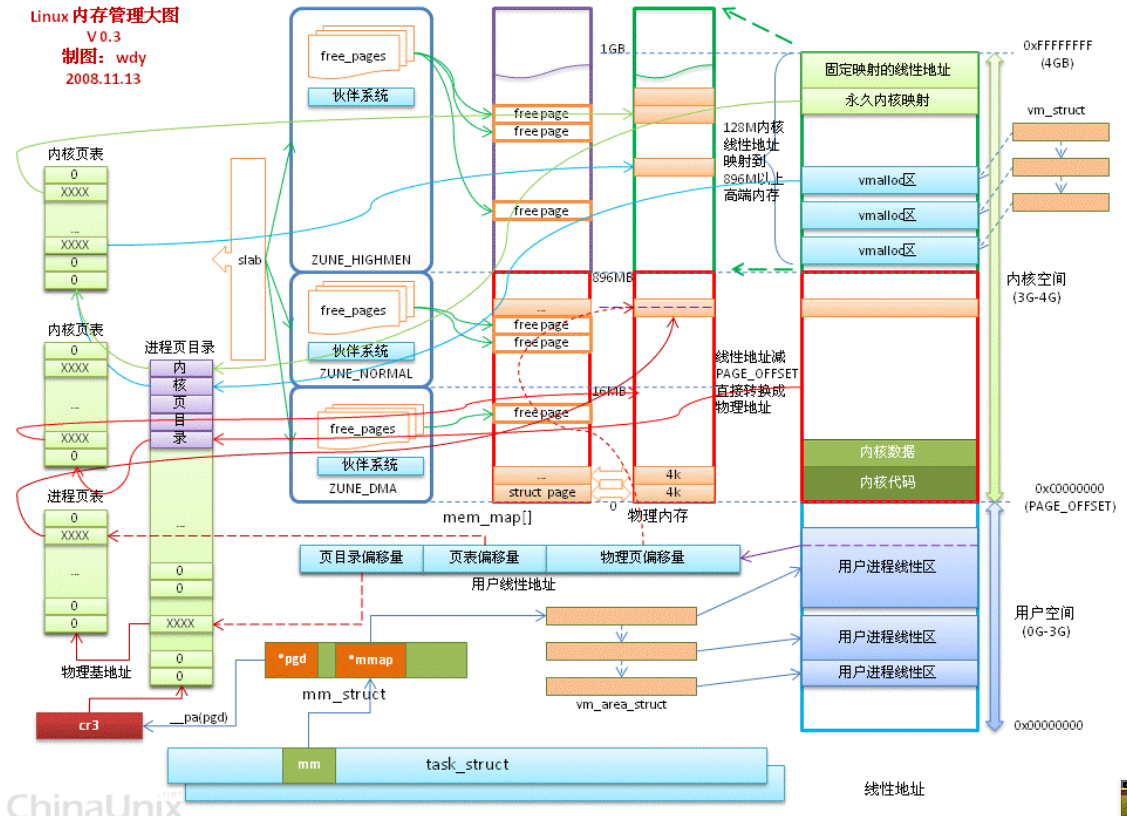 Linux 内存管理大图
V 0.3
制图：wdy
2008.11.13
free_pages
伙伴系统
ZUNE_HIGHMEN
free_pages
伙伴系统
ZUNE_NORMAL
free_pages
伙伴系统
ZUNE_DMA
slab
内核页表
0
XXXX
...
XXXX
0
0
内核页表
0
XXXX
...
XXXX
0
进程页表
0
XXXX
...
0
0
物理基地址
进程页目录
内
核
页
目
录
...
0
0
XXXX
0
0
free page
free page
free page
...
free page
free page
free page
...
struct page
mem_map[]
1GB
896MB
16MB
0
4k
4k
物理内存
128M内核
线性地址
映射到
896M以上
高端内存
线性地址减
PAGE_OFFSET
直接转换成
物理地址
固定映射的线性地址
永久内核映射
vmalloc区
vmalloc区
vmalloc区
内核数据
内核代码
用户进程线性区
用户进程线性区
用户进程线性区
0xFFFFFFFF
(4GB)
vm_struct
内核空间
(3G-4G)
0xC0000000
(PAGE_OFFSET)
用户空间
(0G-3G)
0x00000000
线性地址
页目录偏移量
页表偏移量
物理页偏移量
用户线性地址
*pgd
*mmap
mm_struct
vm_area_struct
cr3
__pa(pgd)
mm
task_struct
ChinaUnix
.net